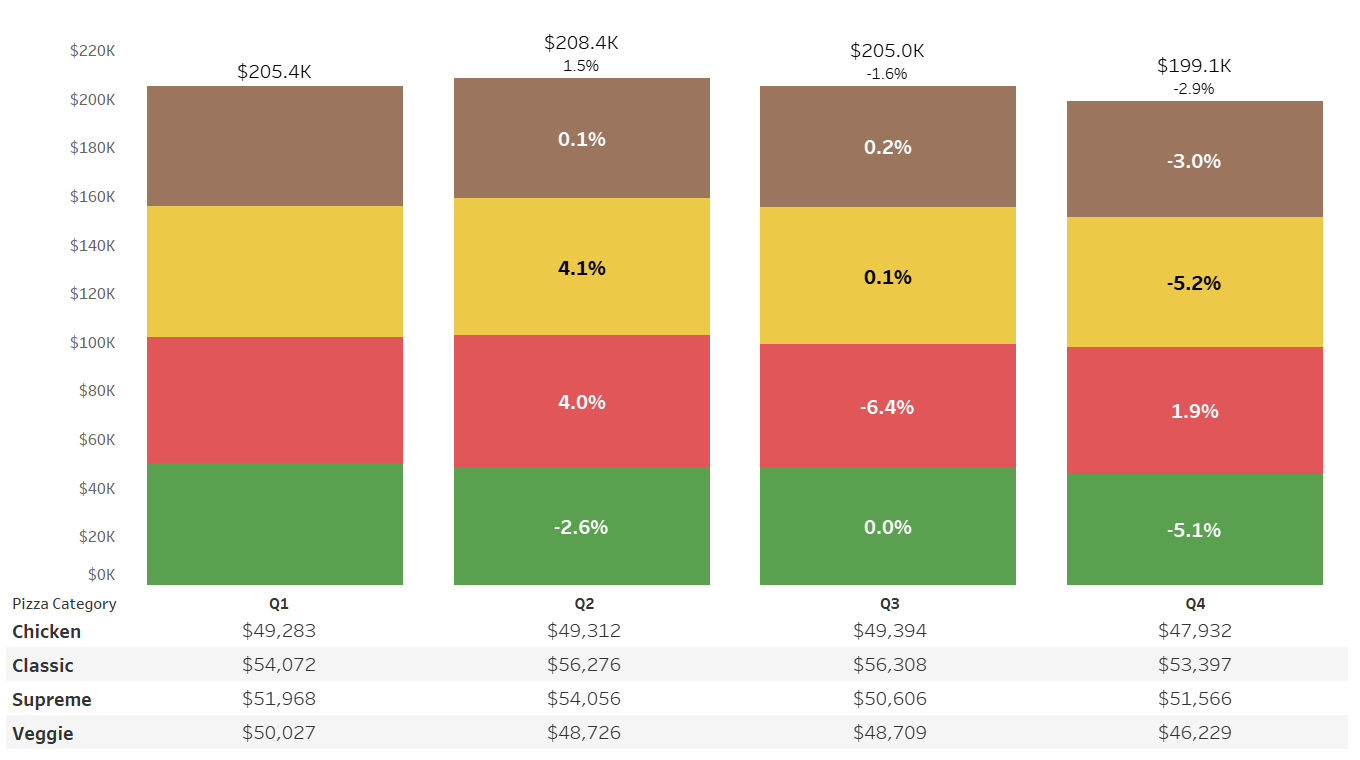 $220K
$200K
$180K
$160K
$140K
$120K
$100K
$80K
$60K
$40K
$20K
$0K
$205.4K
$208.4K
1.5%
0.1%
4.1%
4.0%
-2.6%
$205.0K
-1.6%
0.2%
0.1%
-6.4%
0.0%
$199.1K
-2.9%
-3.0%
-5.2%
1.9%
-5.1%
Pizza Category Q1 Q2 Q3 Q4
Chicken $49,283 $49,312 $49,394 $47,932
Classic $54,072 $56,276 $56,308 $53,397
Supreme $51,968 $54,056 $50,606 $51,566
Veggie $50,027 $48,726 $48,709 $46,229